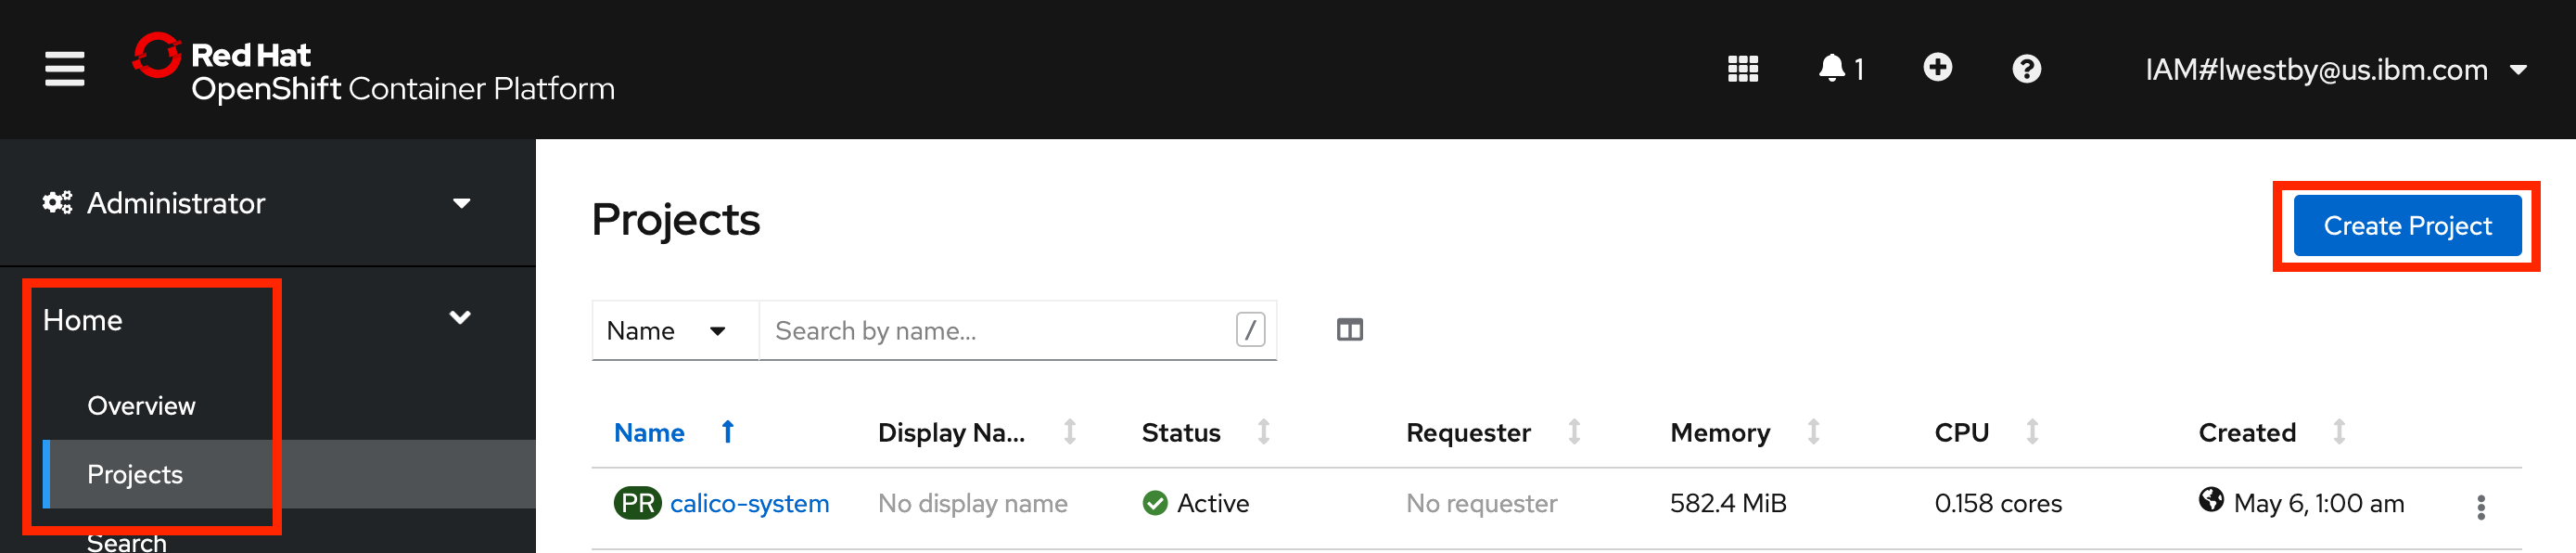 Red Hat
OpenShift Container Platform
1
IAM#lwestby@us.ibm.com
Administrator
Home
Overview
Projects
Search
Projects
Create Project
Name
Search by name...
/
Name Display Na... Status Requester Memory CPU Created
PR calico-system No display name Active No requester 582.4 MiB 0.158 cores May 6, 1:00 am